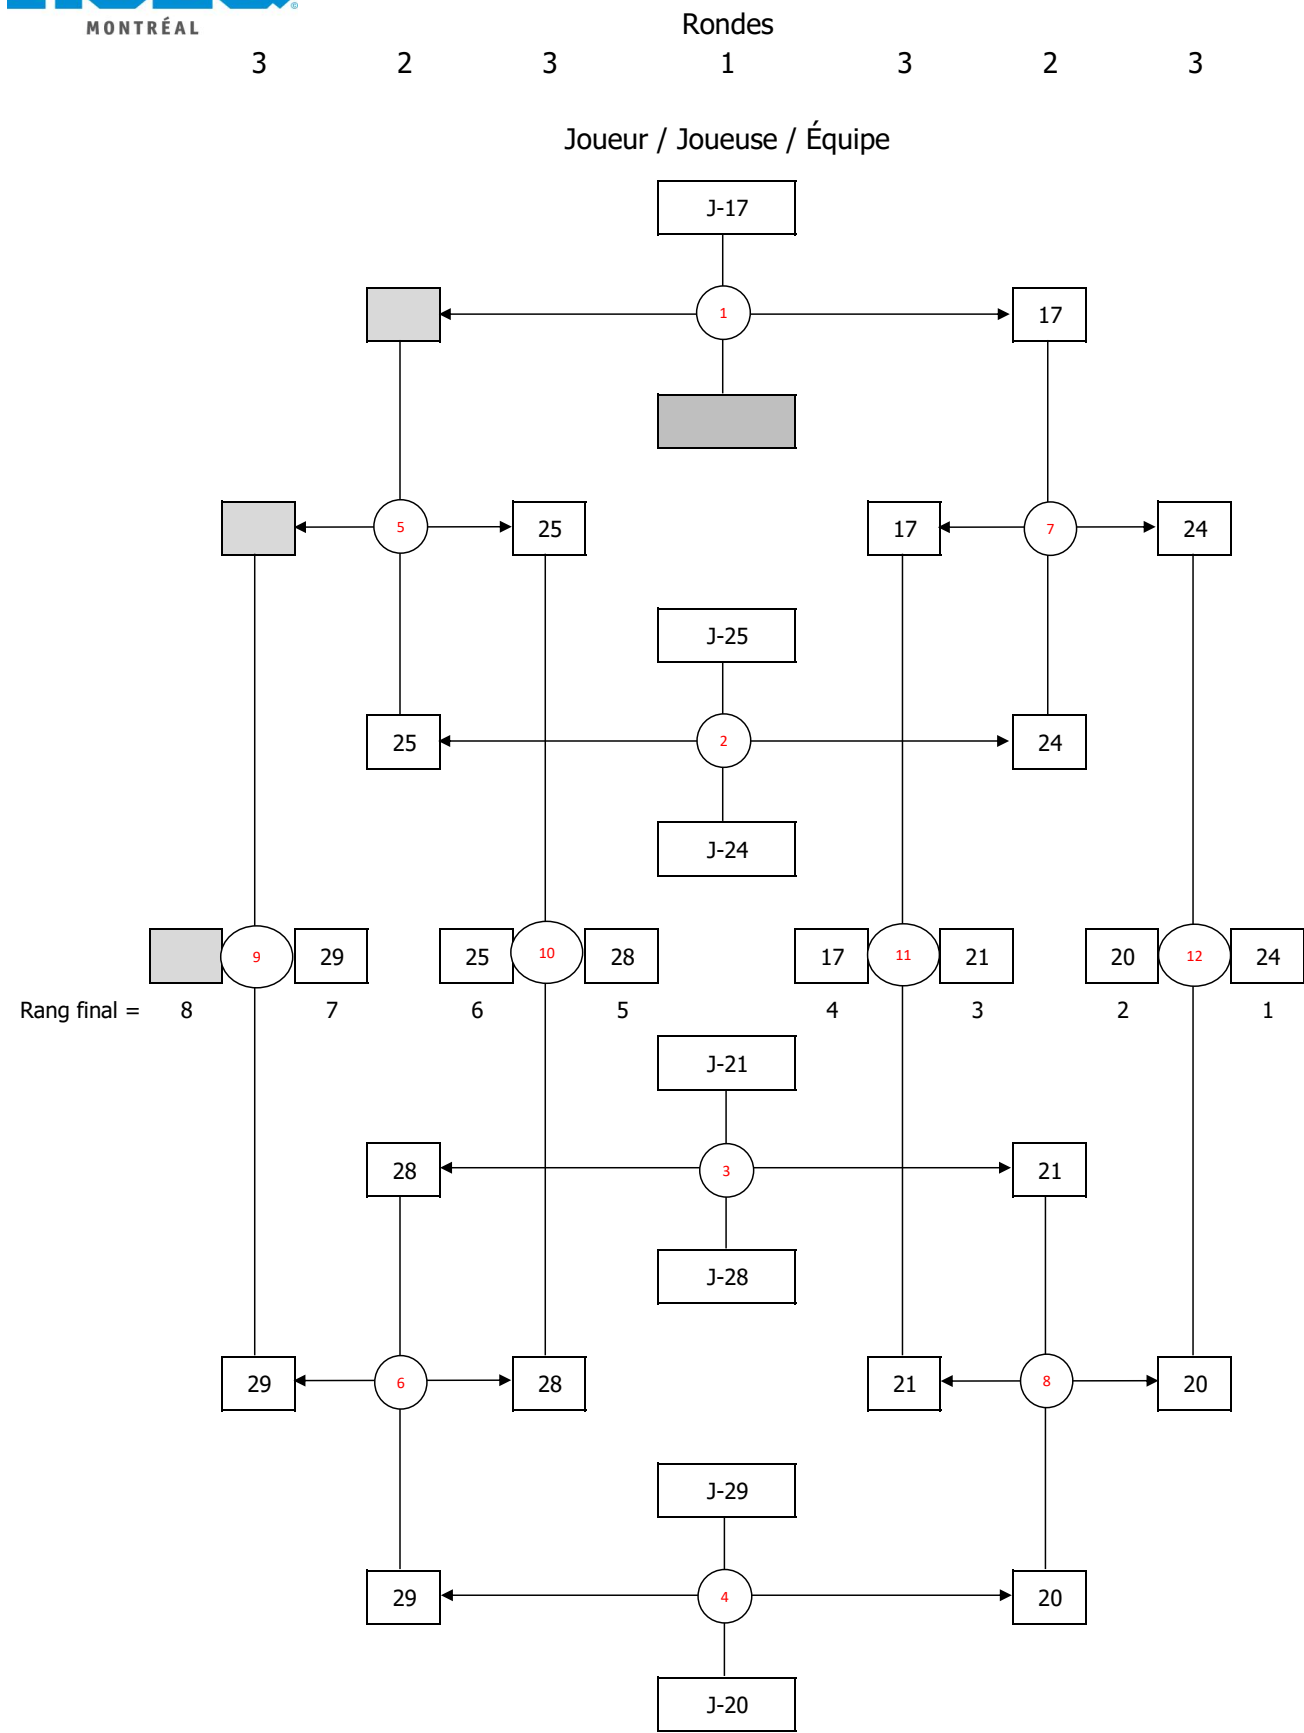 MONTRÉAL
Rondes
3 2 3 1 3 2 3
Joueur / Joueuse / Équipe
J-17
1 17
5 25 17 7 24
J-25
25 2 24
J-24
9 29 25 10 28 17 11 21 20 12 24
Rang final = 8 7 6 5 4 3 2 1
J-21
28 3 21
J-28
29 6 28 21 8 20
J-29
29 4 20
J-20